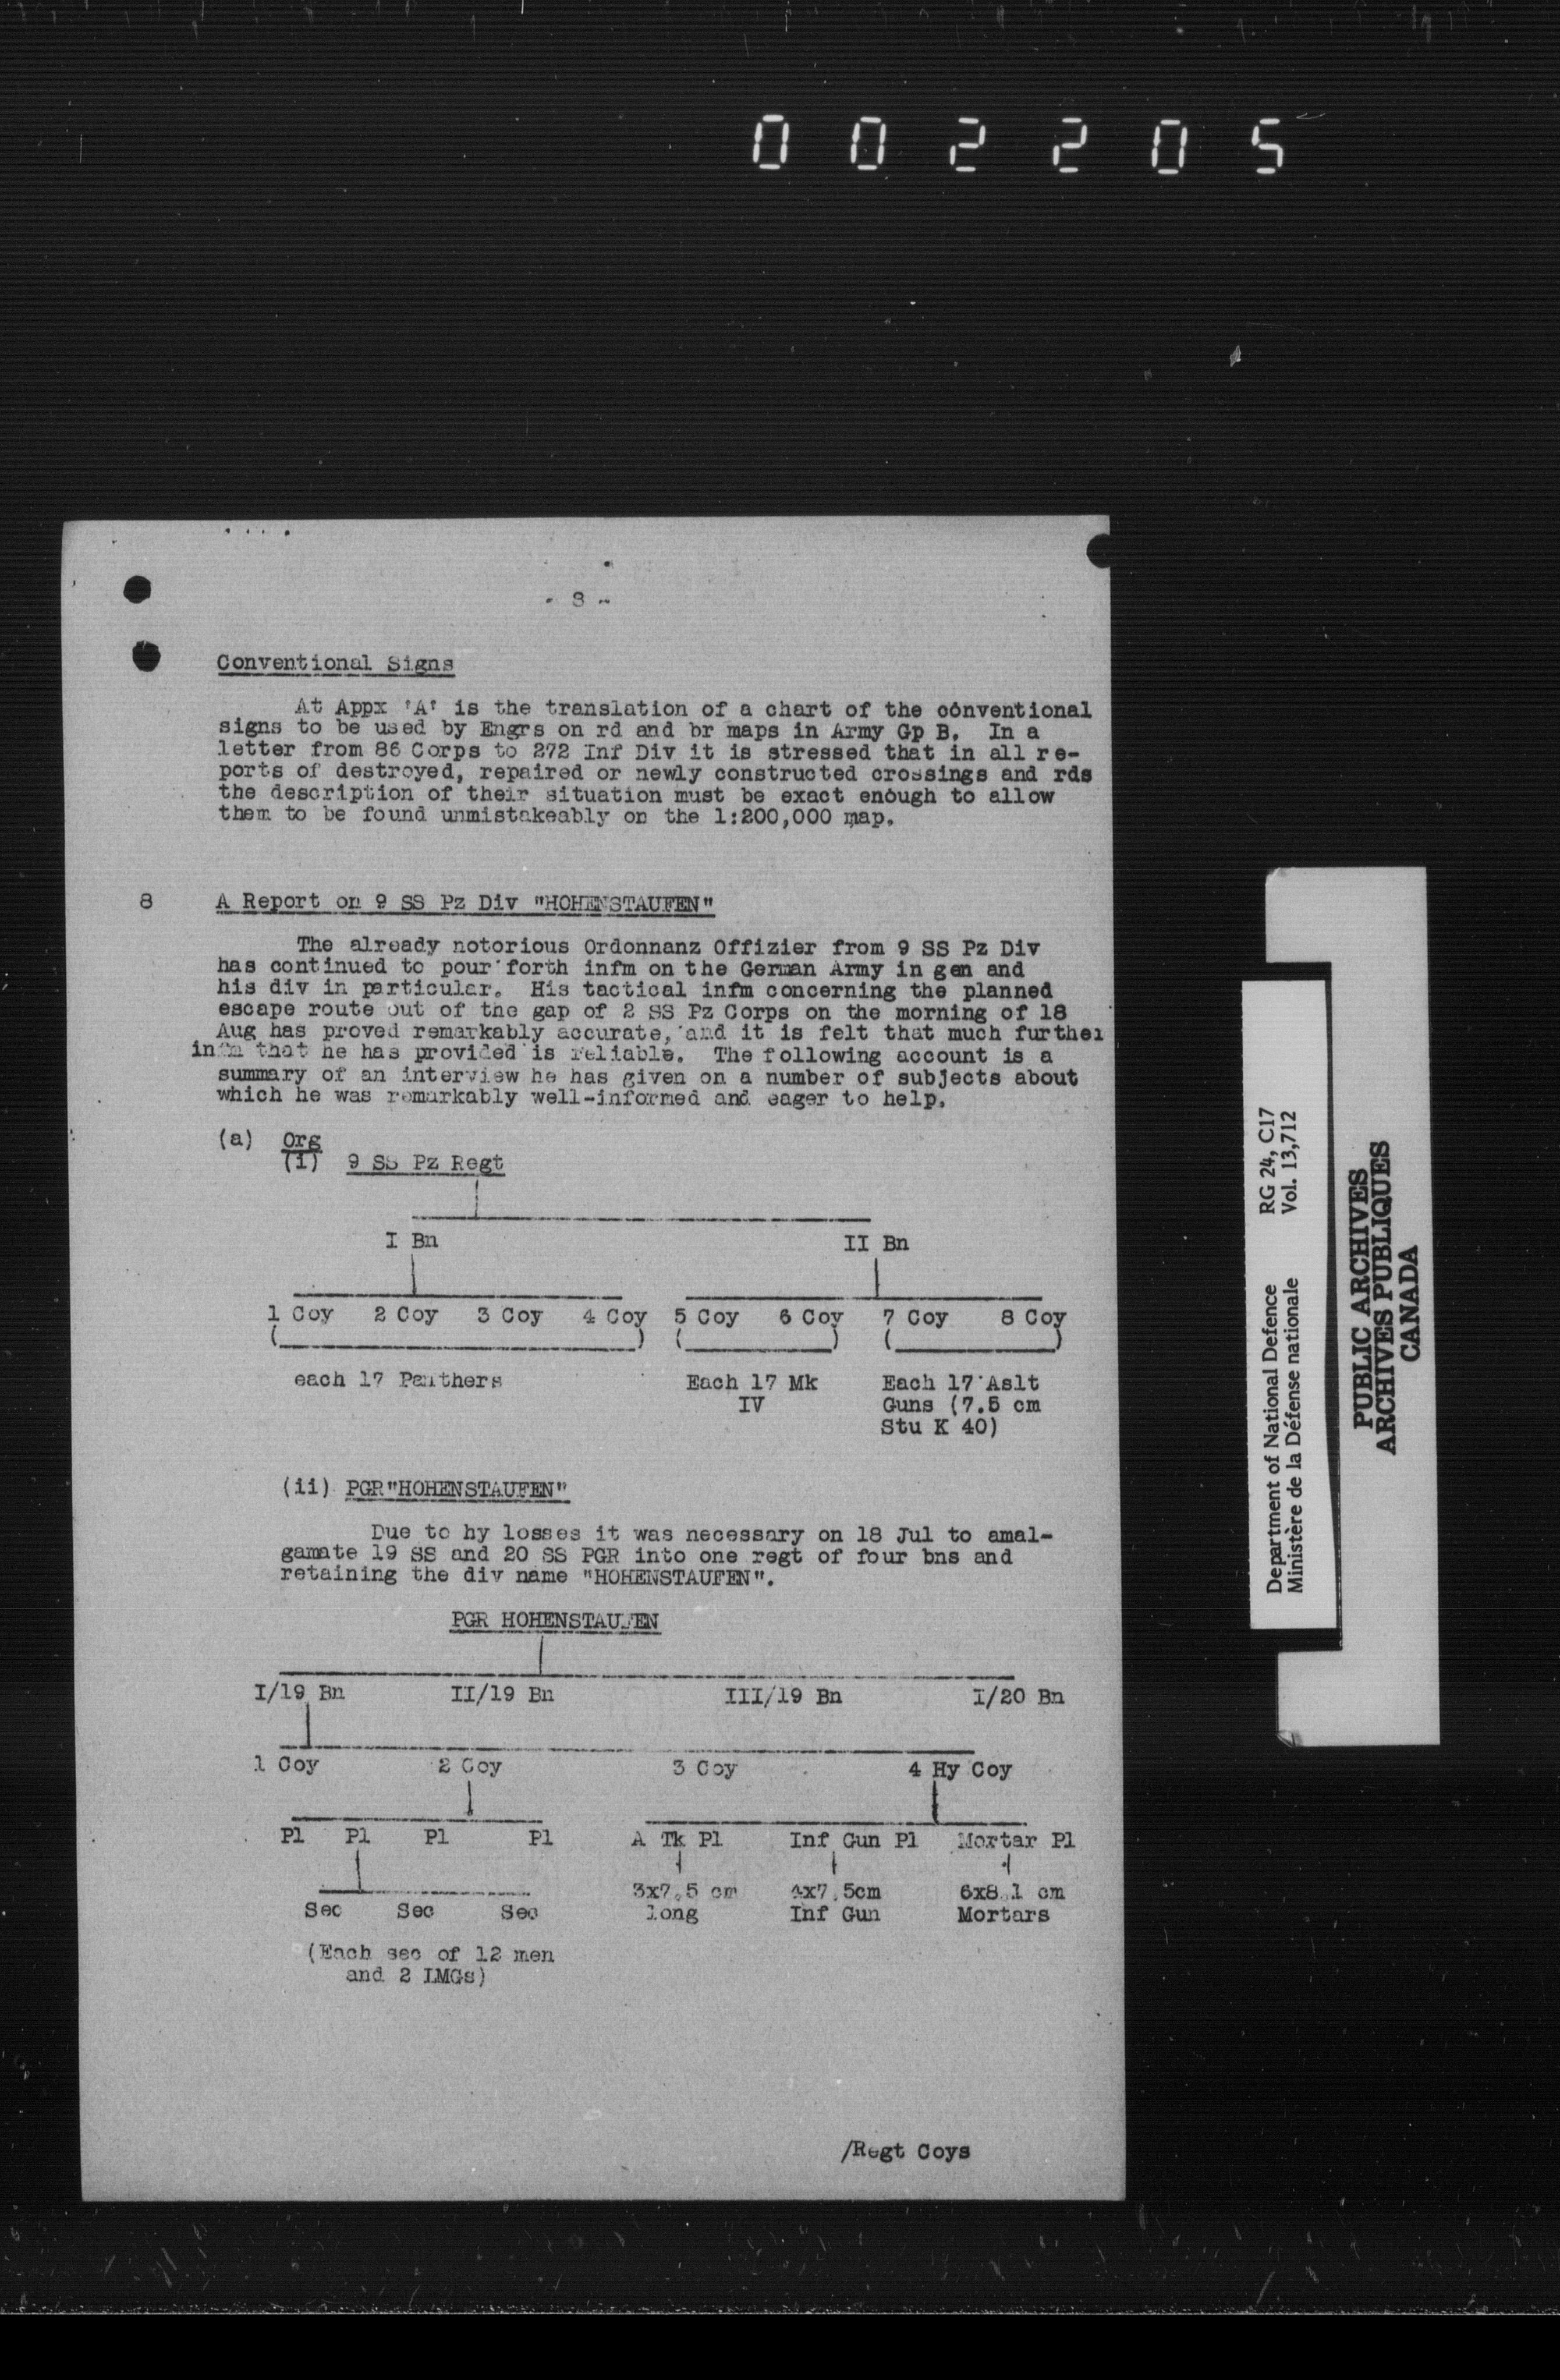 002205
- 8 -
Conventional Signs
At Appx 'A' is the translation of a chart of the conventional
signs to be used by Engrs on rd and br maps in Army Gp B. In a
letter from 86 Corps to 272 Inf Div it is stressed that in all re-
ports of destroyed, repaired or newly constructed crossings and rds
the description of their situation must be exact enough to allow
them to be found unmistakeably on the 1:200,000 map.
8 A Report on 9 SS Pz Div "HOHENSTAUFEN"
The already notorious Ordonnanz Offizier from 9 SS Pz Div
has continued to pour forth infm on the German Army in gen and
his div in particular. His tactical infm concerning the planned
escape route out of the gap of 2 SS Pz Corps on the morning of 18
Aug has proved remarkably accurate, and it is felt that much further
infm that he has provided is reliable. The following account is a
summary of an interview he has given on a number of subjects about
which he was remarkably well-informed and eager to help.
(a) Org
(i) 9 SS Pz Regt
I Bn II Bn
1 Coy 2 Coy 3 Coy 4 Coy 5 Coy 6 Coy 7 Coy 8 Coy
each 17 Panthers Each 17 Mk Each 17 Aslt
IV Guns (7.5 cm
Stu K 40)
(ii) PGR"HOHENSTAUFEN"
Due to hy losses it was necessary on 18 Jul to amal-
gamate 19 SS and 20 SS PGR into one regt of four bns and
retaining the div name "HOHENSTAUFEN".
PGR HOHENSTAUFEN
I/19 Bn II/19 Bn III/19 Bn I/20 Bn
1 Coy 2 Coy 3 Coy 4 Hy Coy
Pl Pl Pl Pl A Tk Pl Inf Gun Pl Mortar Pl
3x7.5 cm 4x7.5cm 6x8.1 cm
Sec Sec Sec long Inf Gun Mortars
(Each sec of 12 men
and 2 LMGs)
/Regt Coys
Department of National Defence RG 24, C17
Ministère de la Défense nationale Vol. 13,712
PUBLIC ARCHIVES
ARCHIVES PUBLIQUES
CANADA